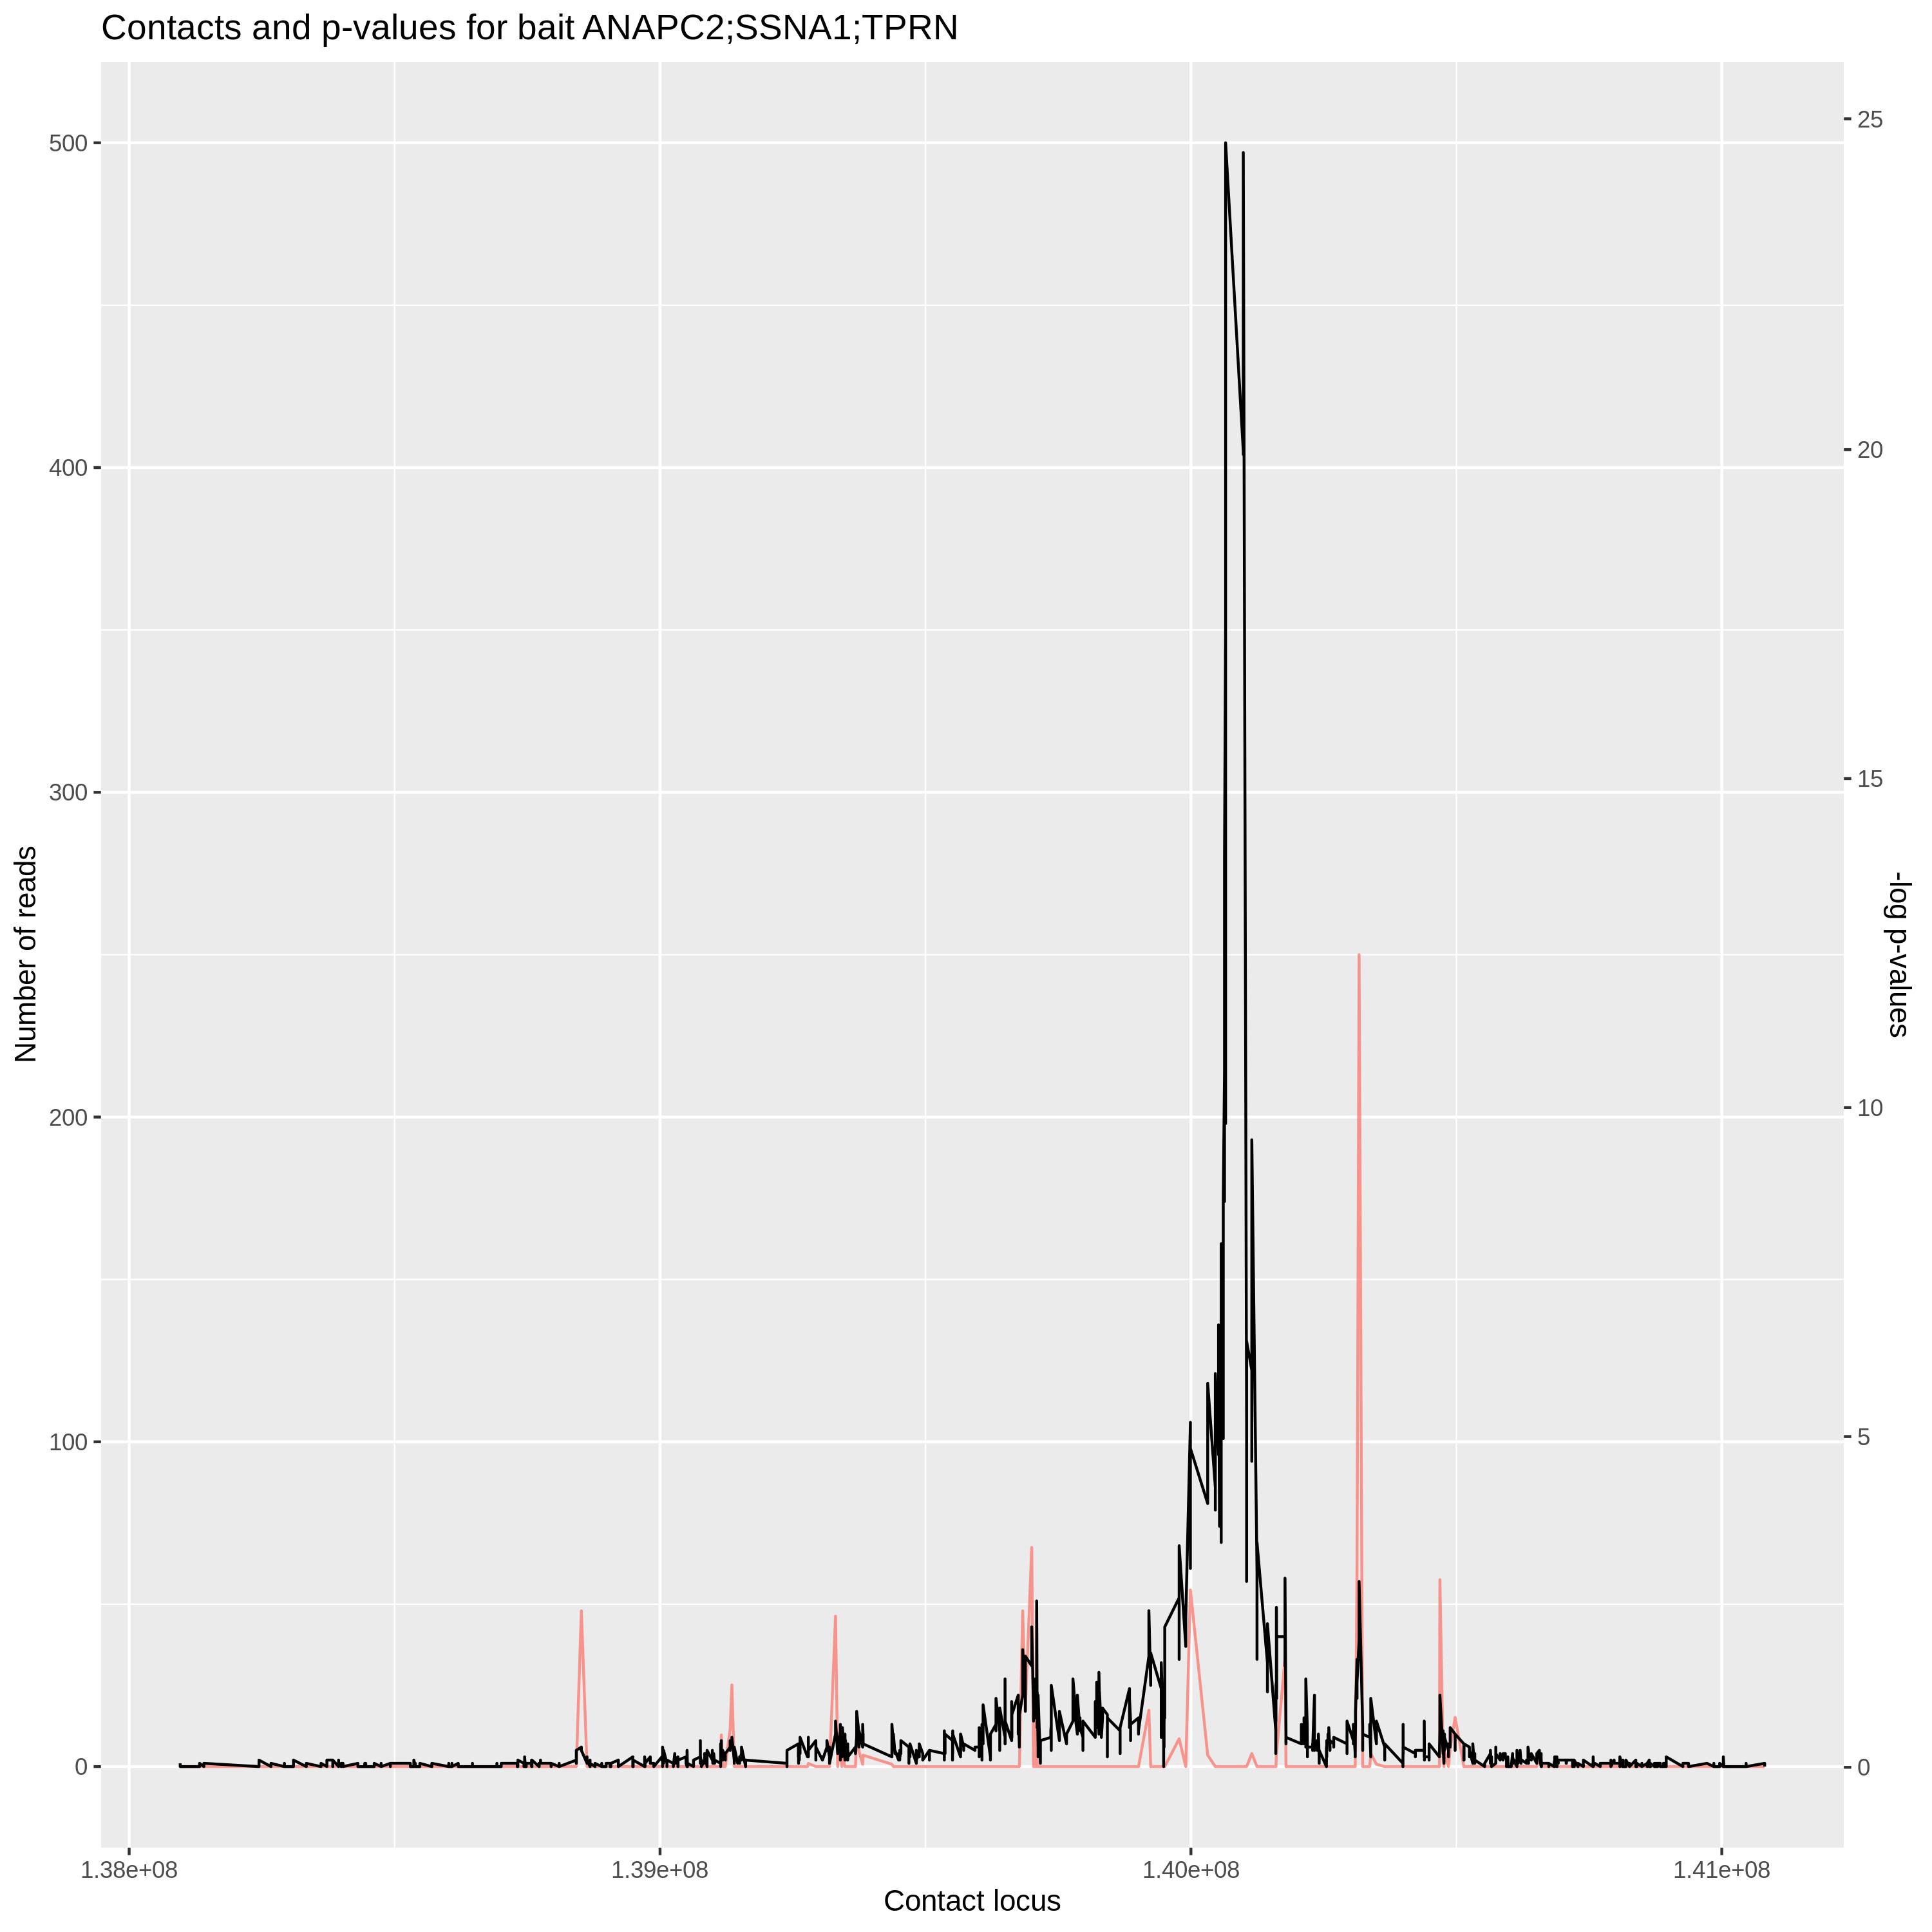 Contacts and p-values for bait ANAPC2;SSNA1;TPRN
500
400
300
200
100
0
Number of reads
25
20
15
10
5
0
-log p-values
1.38e+08
1.39e+08
1.40e+08
1.41e+08
Contact locus